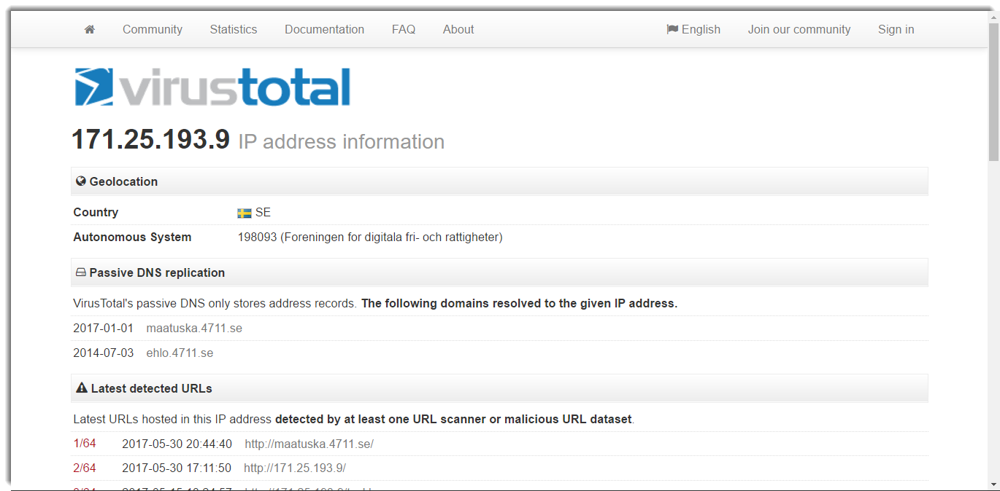 Community Statistics Documentation FAQ About English Join our community Sign in
virustotal
171.25.193.9 IP address information
Geolocation
Country SE
Autonomous System 198093 (Foreningen for digitala fri- och rattigheter)
Passive DNS replication
VirusTotal's passive DNS only stores address records. The following domains resolved to the given IP address.
2017-01-01 maatuska.4711.se
2014-07-03 ehlo.4711.se
Latest detected URLs
Latest URLs hosted in this IP address detected by at least one URL scanner or malicious URL dataset.
1/64 2017-05-30 20:44:40 http://maatuska.4711.se/
2/64 2017-05-30 17:11:50 http://171.25.193.9/